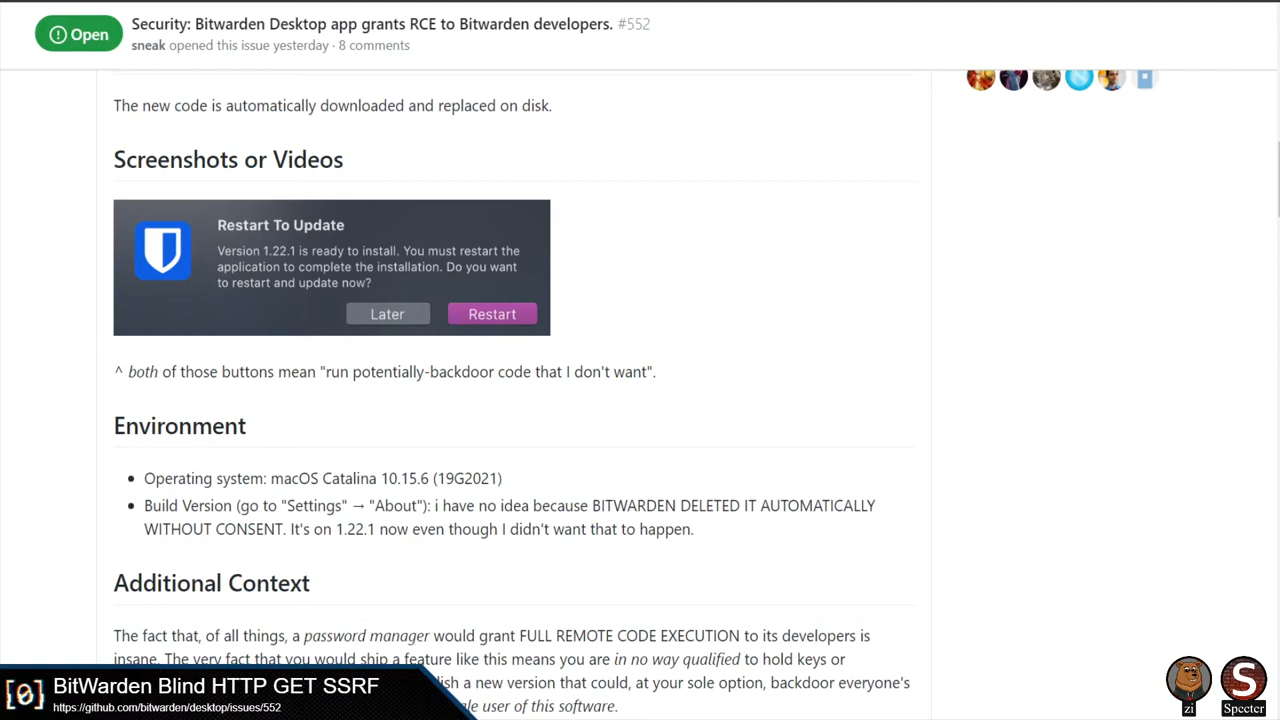 Open
Security: Bitwarden Desktop app grants RCE to Bitwarden developers. #552
sneak opened this issue yesterday · 8 comments
The new code is automatically downloaded and replaced on disk.
Screenshots or Videos
Restart To Update
Version 1.22.1 is ready to install. You must restart the
application to complete the installation. Do you want
to restart and update now?
Later
Restart
^ both of those buttons mean "run potentially-backdoor code that I don't want".
Environment
• Operating system: macOS Catalina 10.15.6 (19G2021)
• Build Version (go to "Settings" → "About"): i have no idea because BITWARDEN DELETED IT AUTOMATICALLY
WITHOUT CONSENT. It's on 1.22.1 now even though I didn't want that to happen.
Additional Context
The fact that, of all things, a password manager would grant FULL REMOTE CODE EXECUTION to its developers is
insane. The very fact that you would ship a feature like this means you are in no way qualified to hold keys or
a new version that could, at your sole option, backdoor everyone's
user of this software.
[0]
BitWarden Blind HTTP GET SSRF
https://github.com/bitwarden/desktop/issues/552
zi
S
Specter